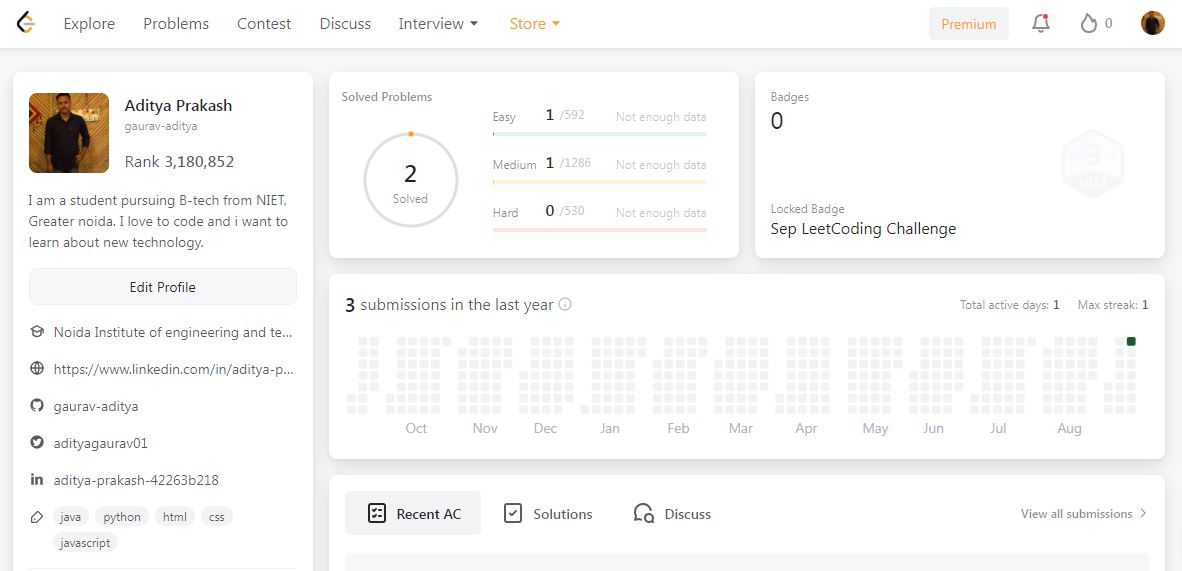 Explore Problems Contest Discuss Interview Store Premium 0
Aditya Prakash
gaurav-aditya
Rank 3,180,852
I am a student pursuing B-tech from NIET,
Greater noida. I love to code and i want to
learn about new technology.
Edit Profile
Noida Institute of engineering and te...
https://www.linkedin.com/in/aditya-p...
gaurav-aditya
adityagaurav01
aditya-prakash-42263b218
java python html css
javascript
Solved Problems
2
Solved
Easy 1 /592 Not enough data
Medium 1 /1286 Not enough data
Hard 0 /530 Not enough data
Badges
0
9
2022
Locked Badge
Sep LeetCoding Challenge
3 submissions in the last year Total active days: 1 Max streak: 1
Oct Nov Dec Jan Feb Mar Apr May Jun Jul Aug
Recent AC Solutions Discuss View all submissions